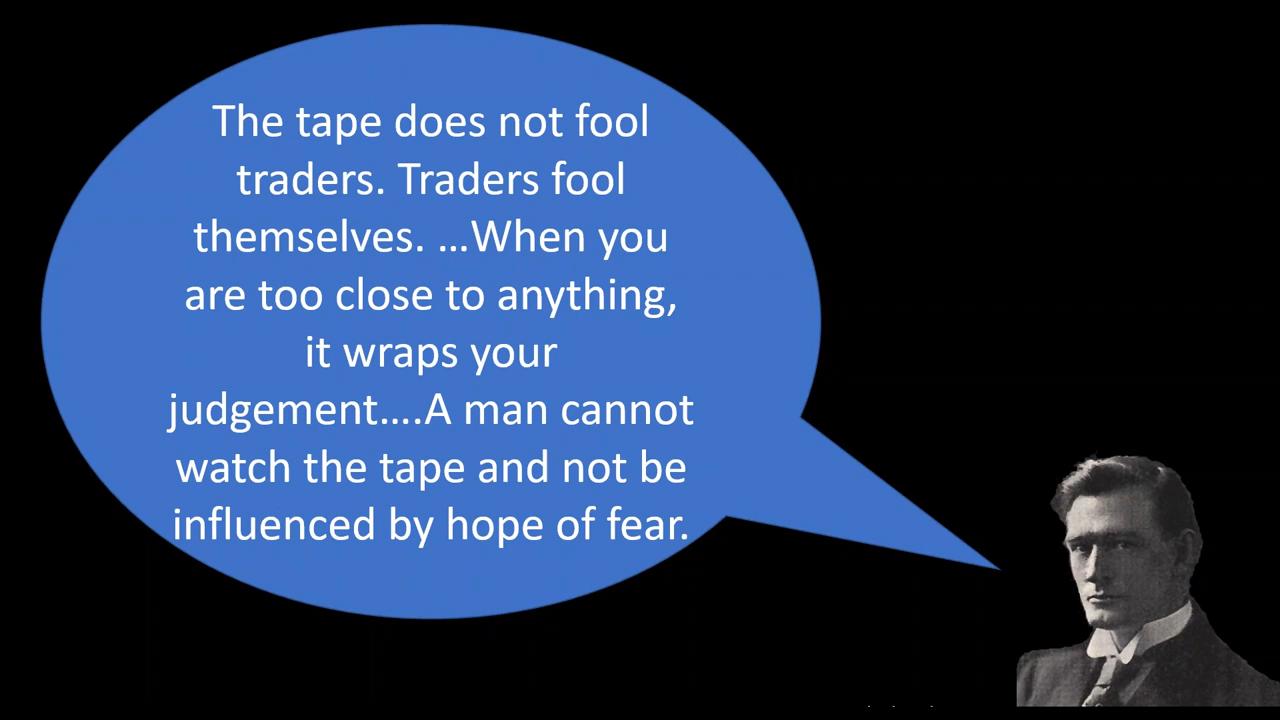 The tape does not fool
traders. Traders fool
themselves. …When you
are too close to anything,
it wraps your
judgement….A man cannot
watch the tape and not be
influenced by hope of fear.